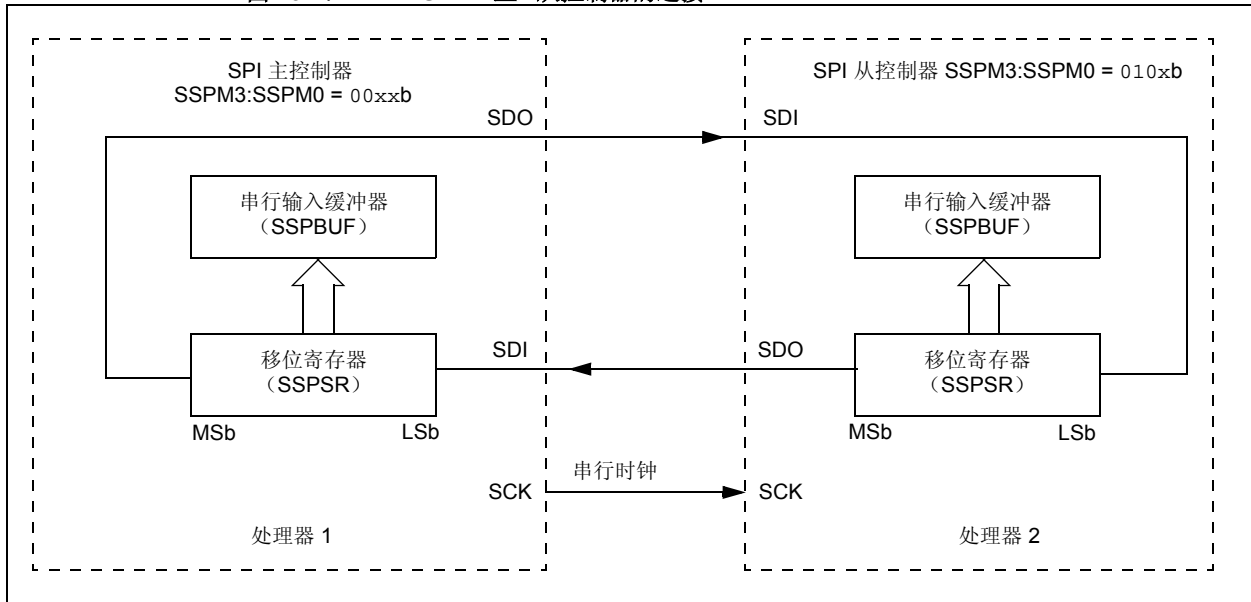 SPI 主控制器
SSPM3:SSPM0 = 00xxb
SDO
串行输入缓冲器
（SSPBUF）
移位寄存器
（SSPSR）
MSb
LSb
SDI
SCK
处理器 1
串行时钟
SPI 从控制器 SSPM3:SSPM0 = 010xb
SDI
串行输入缓冲器
（SSPBUF）
SDO
移位寄存器
（SSPSR）
MSb
LSb
SCK
处理器 2